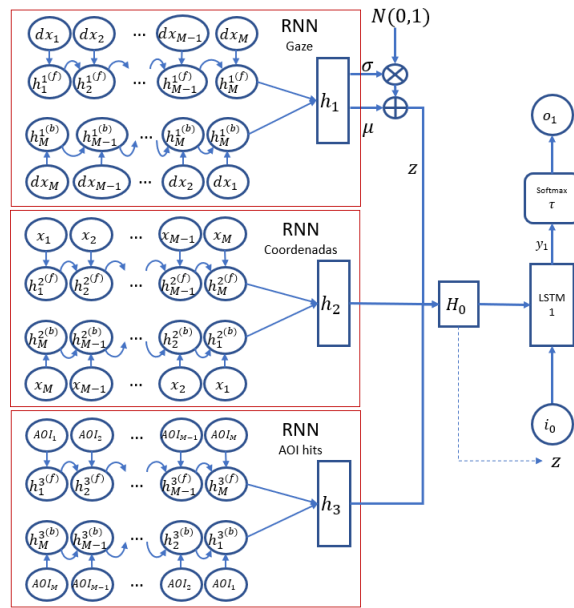 dx₁ dx₂ ... dx_{M-1} dx_M
RNN
Gaze
h₁^{1(f)} h₂^{1(f)} h_{M-1}^{1(f)} h_M^{1(f)}
h_M^{1(b)} h_{M-1}^{1(b)} ... h_M^{1(b)} h_M^{1(b)}
dx_M dx_{M-1} ... dx₂ dx₁
h₁
σ
μ
N(0,1)
z
x₁ x₂ ... x_{M-1} x_M
RNN
Coordenadas
h₁^{2(f)} h₂^{2(f)} h_{M-1}^{2(f)} h_M^{2(f)}
h_M^{2(b)} h_{M-1}^{2(b)} h₂^{2(b)} h₁^{2(b)}
x_M x_{M-1} ... x₂ x₁
h₂
AOI₁ AOI₂ ... AOI_{M-1} AOI_M
RNN
AOI hits
h₁^{3(f)} h₂^{3(f)} h_{M-1}^{3(f)} h_M^{3(f)}
h_M^{3(b)} h_{M-1}^{3(b)} h₂^{3(b)} h₁^{3(b)}
AOI_M AOI_{M-1} ... AOI₂ AOI₁
h₃
H₀
o₁
Softmax
τ
y₁
LSTM
1
i₀
z